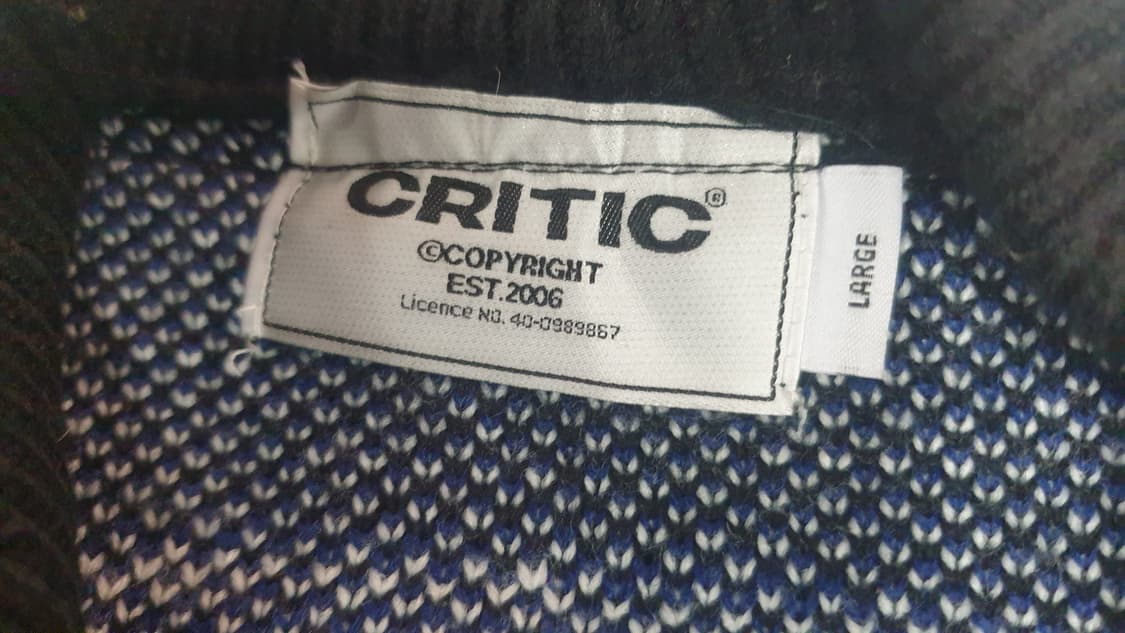 CRITIC®
©COPYRIGHT
EST.2006
Licence NO. 40-0989867
LARGE